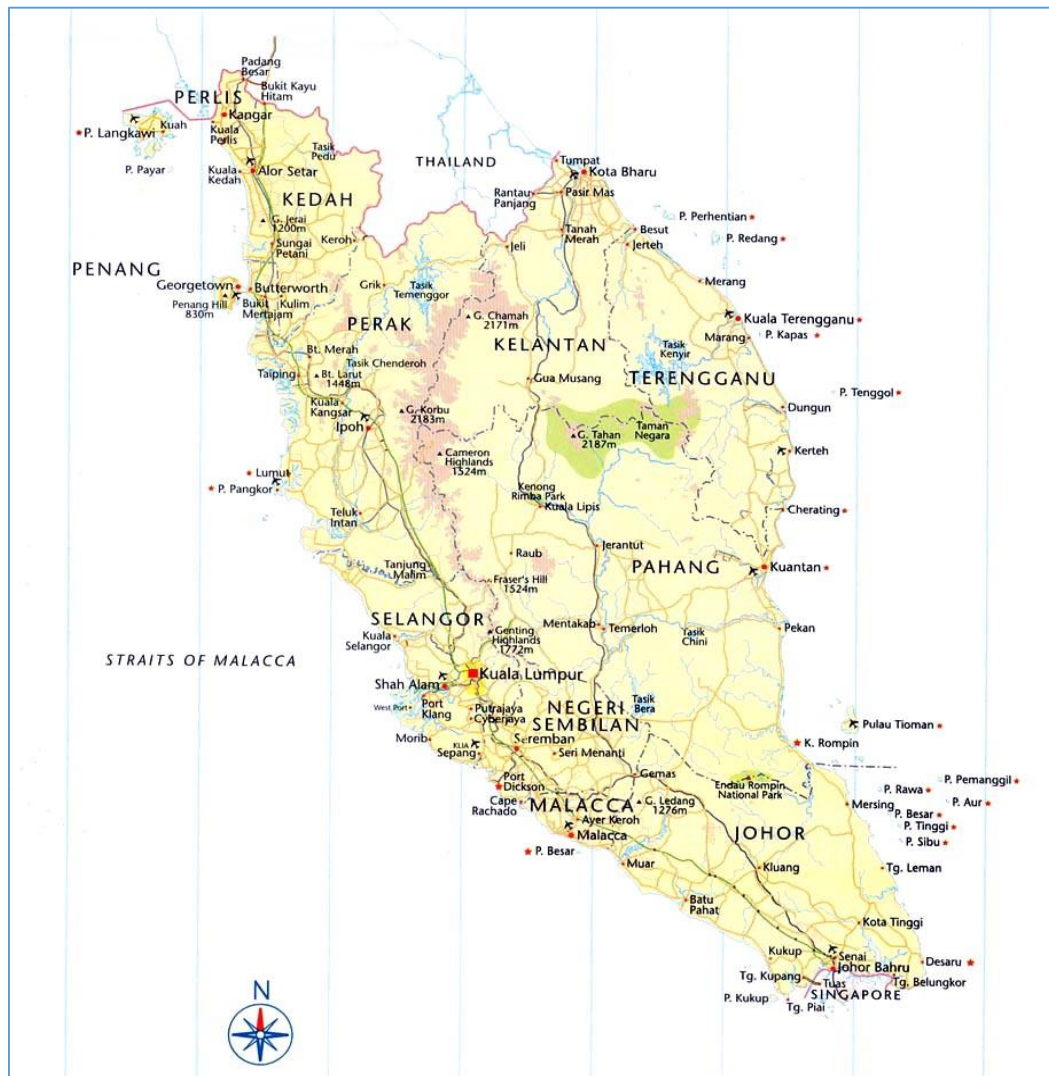 Padang
Besar
Bukit Kayu
Hitam
PERLIS
Kangar
Kuah
P. Langkawi
Kuala
Perlis
P. Payar
Tasik
Pedu
THAILAND
Tumpat
Kota Bharu
Kuala
Kedah
Alor Setar
KEDAH
Rantau
Panjang
Pasir Mas
G. Jerai
1200m
Sungai
Petani
Keroh
Jeli
Tanah
Merah
Besut
Jerteh
P. Perhentian
P. Redang
PENANG
Georgetown
Butterworth
Penang Hill
830m
Bukit
Mertajam
Kulim
Grik
Tasik
Temenggor
Merang
PERAK
G. Chamah
2171m
KELANTAN
Kuala Terengganu
Marang
P. Kapas
Tasik
Kenyir
Bt. Merah
Tasik Chenderoh
Taiping
Bt. Larut
1448m
Gua Musang
TERENGGANU
P. Tenggol
Kuala
Kangsar
G. Korbu
2183m
Dungun
Ipoh
G. Tahan
2187m
Taman
Negara
Kerteh
Cameron
Highlands
1524m
Lumut
P. Pangkor
Kenong
Rimba Park
Kuala Lipis
Cherating
Teluk
Intan
Jerantut
Raub
Tanjung
Malim
PAHANG
Kuantan
Fraser's Hill
1524m
SELANGOR
Kuala
Selangor
Genting
Highlands
1772m
Mentakab
Temerloh
Tasik
Chini
Pekan
STRAITS OF MALACCA
Kuala Lumpur
Shah Alam
West Port
Port
Klang
Putrajaya
Cyberjaya
NEGERI
SEMBILAN
Tasik
Bera
Pulau Tioman
Morib
KLIA
Sepang
Seremban
Seri Menanti
K. Rompin
Port
Dickson
Gemas
Endau Rompin
National Park
P. Pemanggil
P. Rawa
P. Aur
Cape
Rachado
MALACCA
G. Ledang
1276m
Mersing
P. Besar
P. Tinggi
P. Sibu
Ayer Keroh
Malacca
JOHOR
P. Besar
Muar
Kluang
Tg. Leman
Batu
Pahat
Kota Tinggi
Kukup
Senai
Johor Bahru
Desaru
Tg. Kupang
Tuas
Tg. Belungkor
SINGAPORE
P. Kukup
Tg. Piai
N